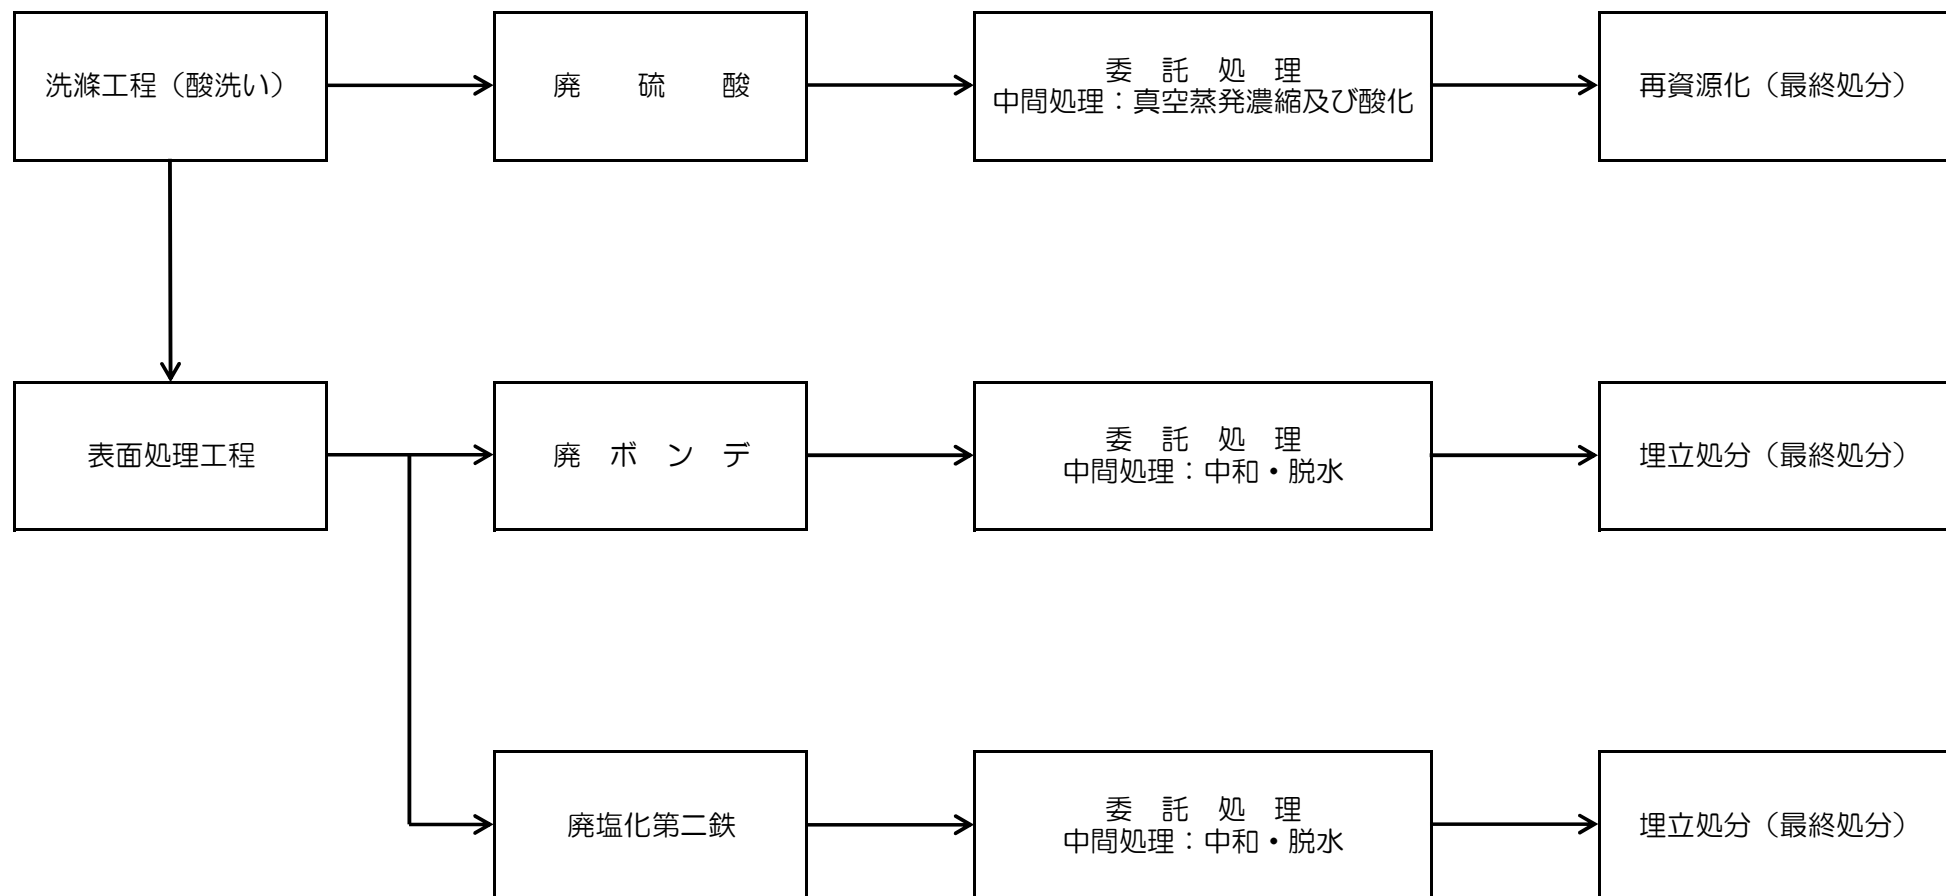 洗滌工程（酸洗い）
廃　硫　酸
委　託　処　理
中間処理：真空蒸発濃縮及び酸化
再資源化（最終処分）
表面処理工程
廃　ボ　ン　デ
委　託　処　理
中間処理：中和・脱水
埋立処分（最終処分）
廃塩化第二鉄
委　託　処　理
中間処理：中和・脱水
埋立処分（最終処分）